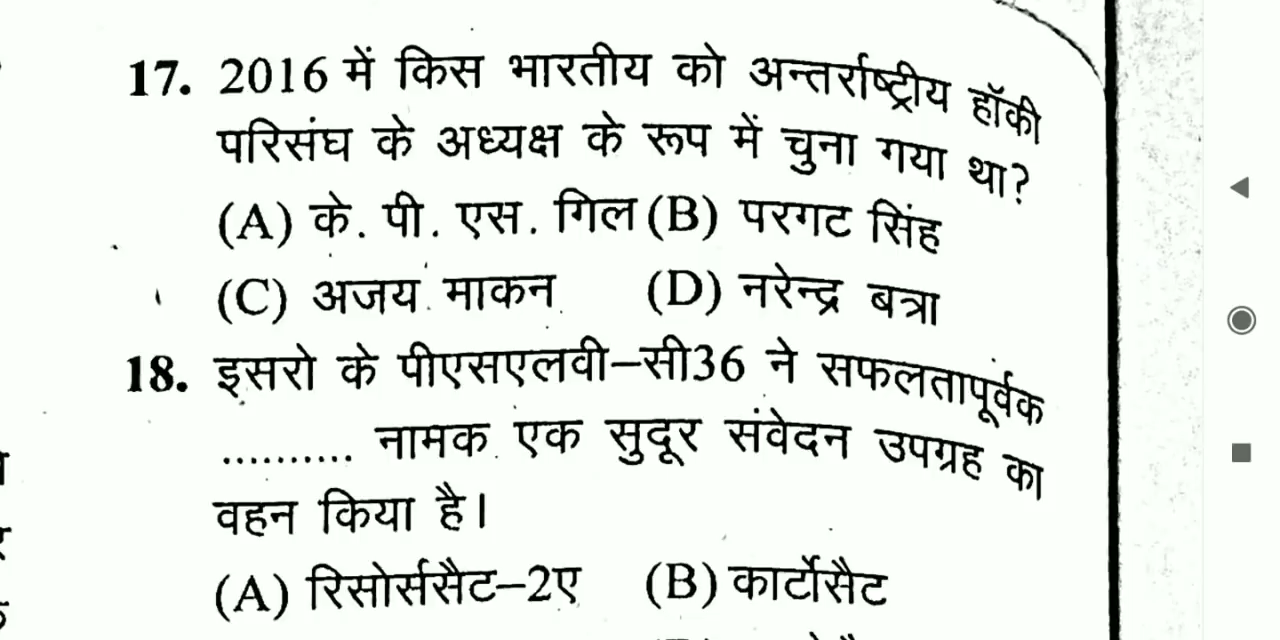 17. 2016 में किस भारतीय को अन्तर्राष्ट्रीय हॉकी
परिसंघ के अध्यक्ष के रूप में चुना गया था?
(A) के. पी. एस. गिल (B) परगट सिंह
(C) अजय माकन (D) नरेन्द्र बत्रा
18. इसरो के पीएसएलवी–सी36 ने सफलतापूर्वक
.......... नामक एक सुदूर संवेदन उपग्रह का
वहन किया है।
(A) रिसोर्ससैट–2ए (B) कार्टोसैट